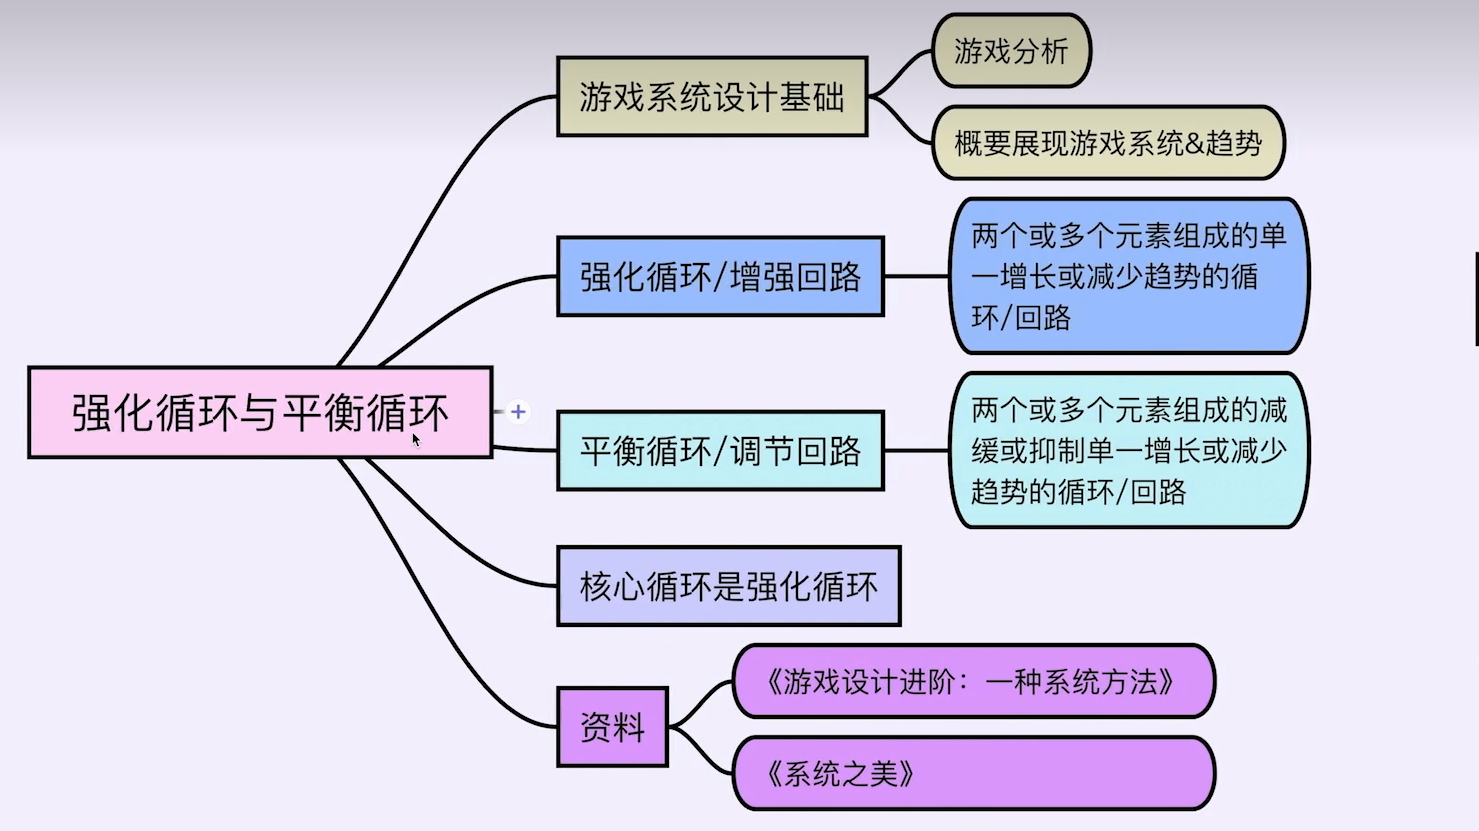 强化循环与平衡循环
游戏系统设计基础
游戏分析
概要展现游戏系统&趋势
强化循环/增强回路
两个或多个元素组成的单
一增长或减少趋势的循
环/回路
平衡循环/调节回路
两个或多个元素组成的减
缓或抑制单一增长或减少
趋势的循环/回路
核心循环是强化循环
资料
《游戏设计进阶：一种系统方法》
《系统之美》